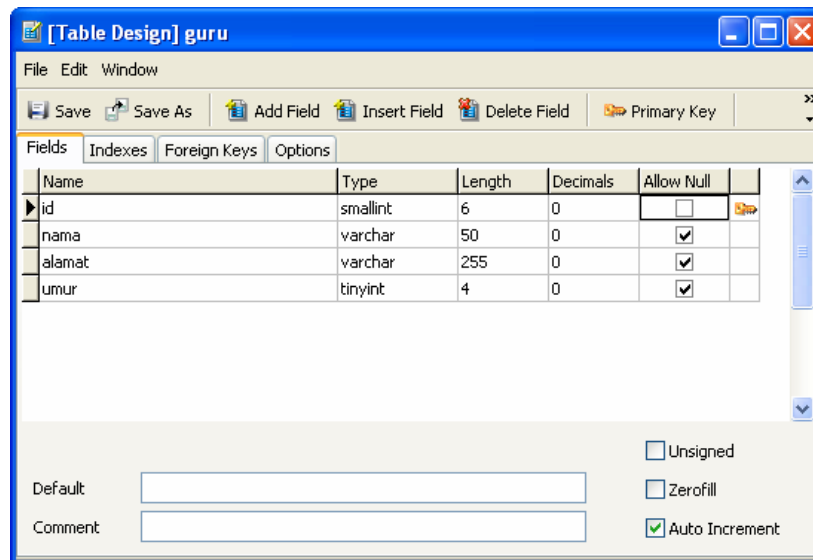 [Table Design] guru
File Edit Window
Save Save As Add Field Insert Field Delete Field Primary Key
Fields Indexes Foreign Keys Options
Name Type Length Decimals Allow Null
id smallint 6 0
nama varchar 50 0
alamat varchar 255 0
umur tinyint 4 0
Unsigned
Default Zerofill
Comment Auto Increment